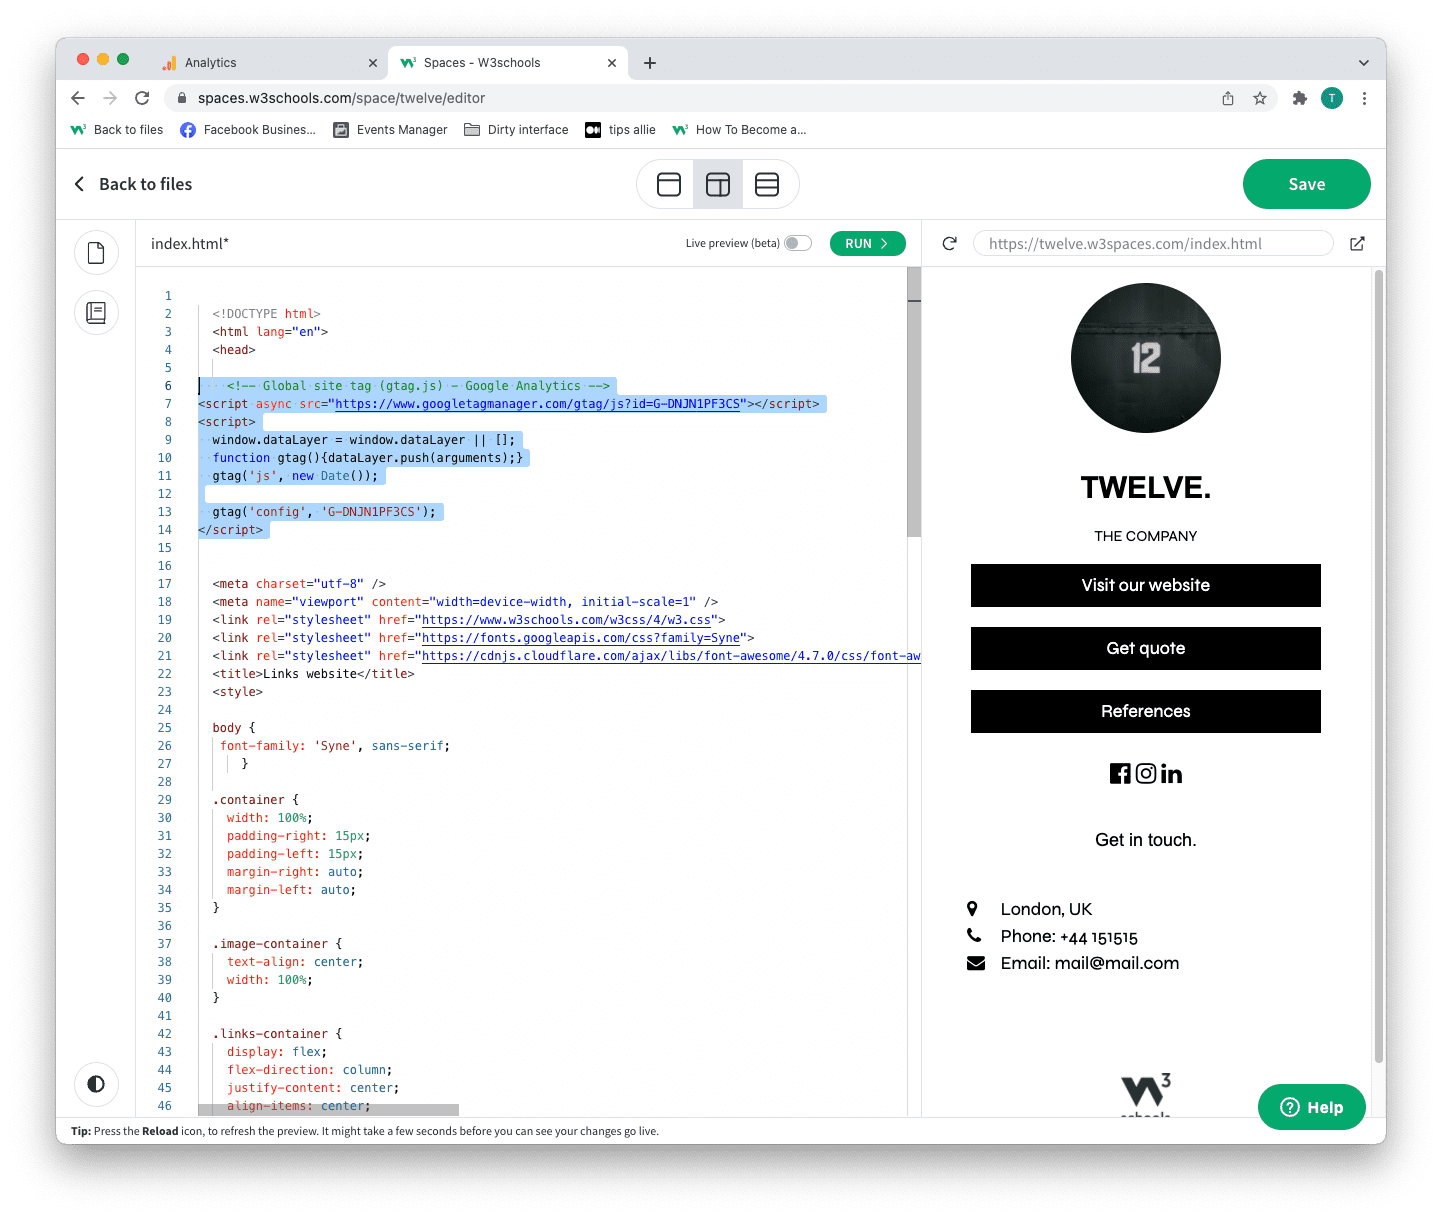 Analytics
Spaces - W3schools
spaces.w3schools.com/space/twelve/editor
T
Back to files
Facebook Busines...
Events Manager
Dirty interface
tips allie
How To Become a...
Back to files
Save
index.html*
Live preview (beta)
RUN
https://twelve.w3spaces.com/index.html
1
2 <!DOCTYPE html>
3 <html lang="en">
4 <head>
5
6 <!-- Global site tag (gtag.js) - Google Analytics -->
7 <script async src="https://www.googletagmanager.com/gtag/js?id=G-DNJN1PF3CS"></script>
8 <script>
9 window.dataLayer = window.dataLayer || [];
10 function gtag(){dataLayer.push(arguments);}
11 gtag('js', new Date());
12
13 gtag('config', 'G-DNJN1PF3CS');
14 </script>
15
16
17 <meta charset="utf-8" />
18 <meta name="viewport" content="width=device-width, initial-scale=1" />
19 <link rel="stylesheet" href="https://www.w3schools.com/w3css/4/w3.css">
20 <link rel="stylesheet" href="https://fonts.googleapis.com/css?family=Syne">
21 <link rel="stylesheet" href="https://cdnjs.cloudflare.com/ajax/libs/font-awesome/4.7.0/css/font-aw
22 <title>Links website</title>
23 <style>
24
25 body {
26 font-family: 'Syne', sans-serif;
27 }
28
29 .container {
30 width: 100%;
31 padding-right: 15px;
32 padding-left: 15px;
33 margin-right: auto;
34 margin-left: auto;
35 }
36
37 .image-container {
38 text-align: center;
39 width: 100%;
40 }
41
42 .links-container {
43 display: flex;
44 flex-direction: column;
45 justify-content: center;
46 align-items: center;
12
TWELVE.
THE COMPANY
Visit our website
Get quote
References
Get in touch.
London, UK
Phone: +44 151515
Email: mail@mail.com
W3
schools
Help
Tip: Press the Reload icon, to refresh the preview. It might take a few seconds before you can see your changes go live.